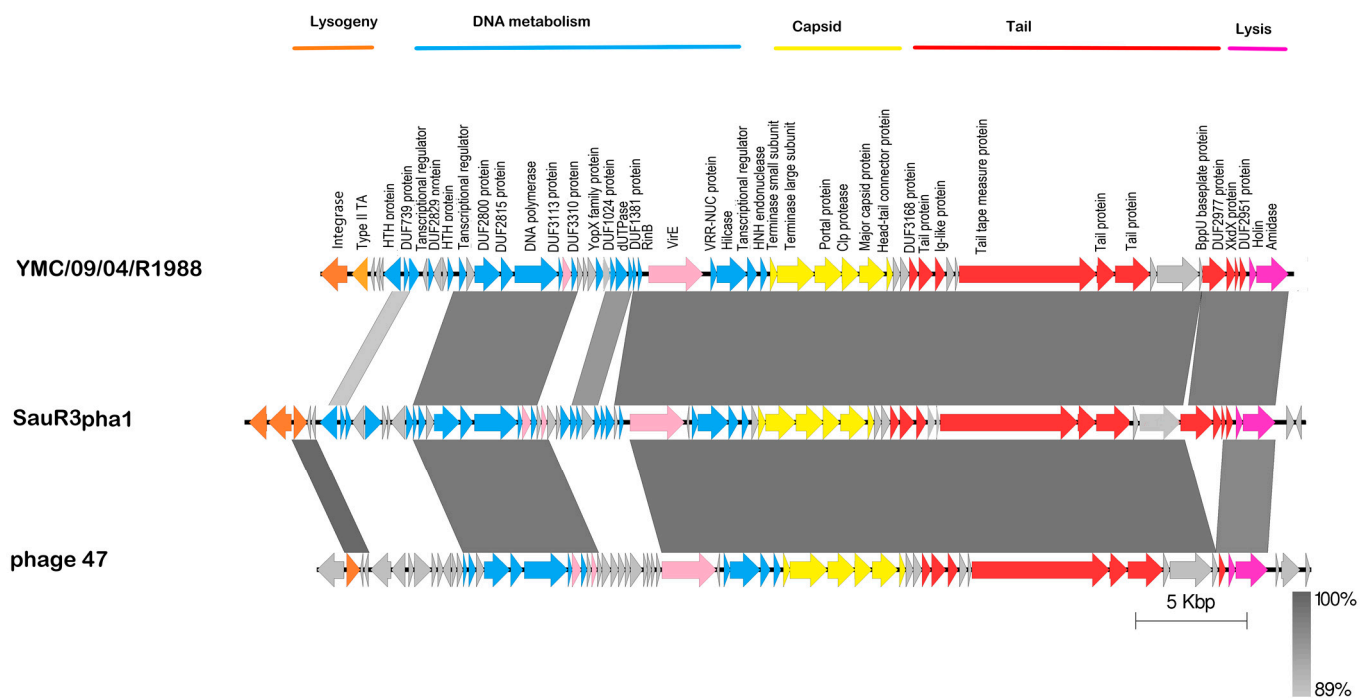 Lysogeny
DNA metabolism
Capsid
Tail
Lysis
Integrase
Type II TA
HTH protein
DUF739 protein
Tanscriptional regulator
DUF2829 protein
HTH protein
Transcriptional regulator
DUF2800 protein
DUF2815 protein
DNA polymerase
DUF3113 protein
DUF3310 protein
YopX family protein
DUF1024 protein
dUTPase
DUF1381 protein
RinB
VirE
VRR-NUC protein
Hilcase
Transcriptional regulator
HNH endonuclease
Terminase small subunit
Terminase large subunit
Portal protein
Clp protease
Major capsid protein
Head-tail connector protein
DUF3168 protein
Tail protein
Ig-like protein
Tail tape measure protein
Tail protein
Tail protein
BppU baseplate protein
DUF2977 protein
XkdX protein
DUF2951 protein
Holin
Amidase
YMC/09/04/R1988
SauR3pha1
phage 47
5 Kbp
100%
89%